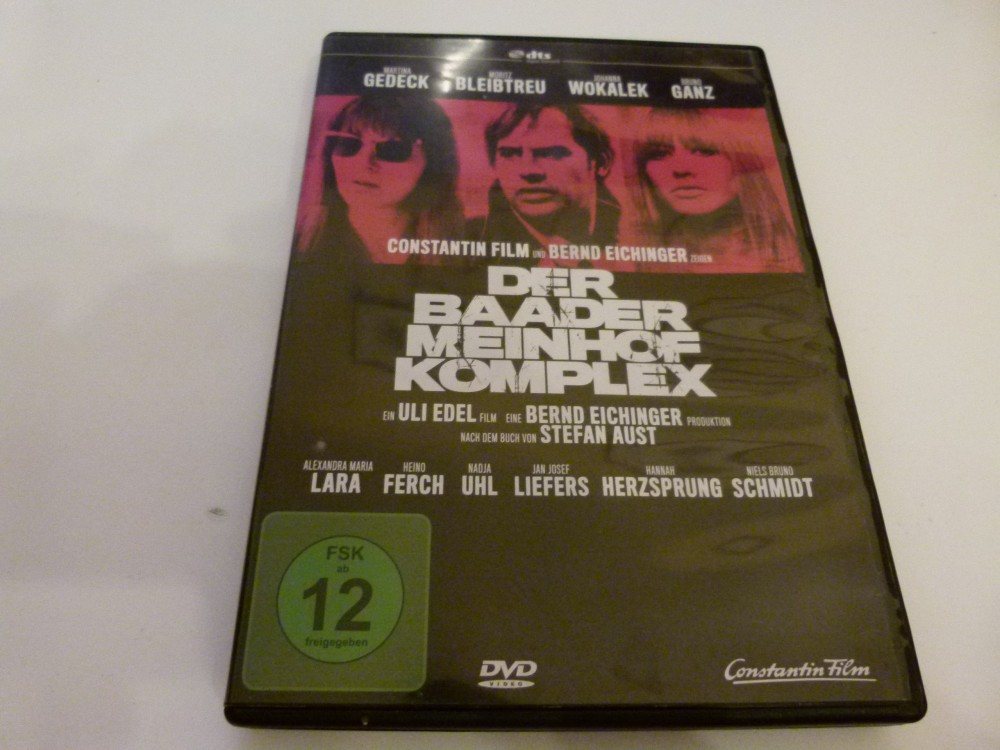 dts
MARTINA GEDECK MORITZ BLEIBTREU JOHANNA WOKALEK BRUNO GANZ
CONSTANTIN FILM UND BERND EICHINGER ZEIGEN
DER
BAADER
MEINHOF
KOMPLEX
EIN ULI EDEL FILM EINE BERND EICHINGER PRODUKTION
NACH DEM BUCH VON STEFAN AUST
ALEXANDRA MARIA LARA HEINO FERCH NADJA UHL JAN JOSEF LIEFERS HANNAH HERZSPRUNG NIELS BRUNO SCHMIDT
FSK
ab
12
freigegeben
DVD
VIDEO
Constantin Film